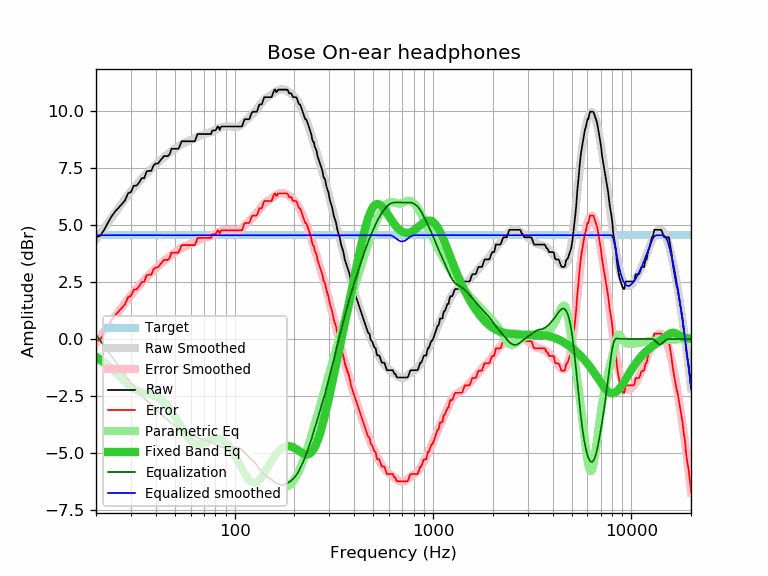 Bose On-ear headphones
Amplitude (dBr)
10.0
7.5
5.0
2.5
0.0
−2.5
−5.0
−7.5
Target
Raw Smoothed
Error Smoothed
Raw
Error
Parametric Eq
Fixed Band Eq
Equalization
Equalized smoothed
100 1000 10000
Frequency (Hz)